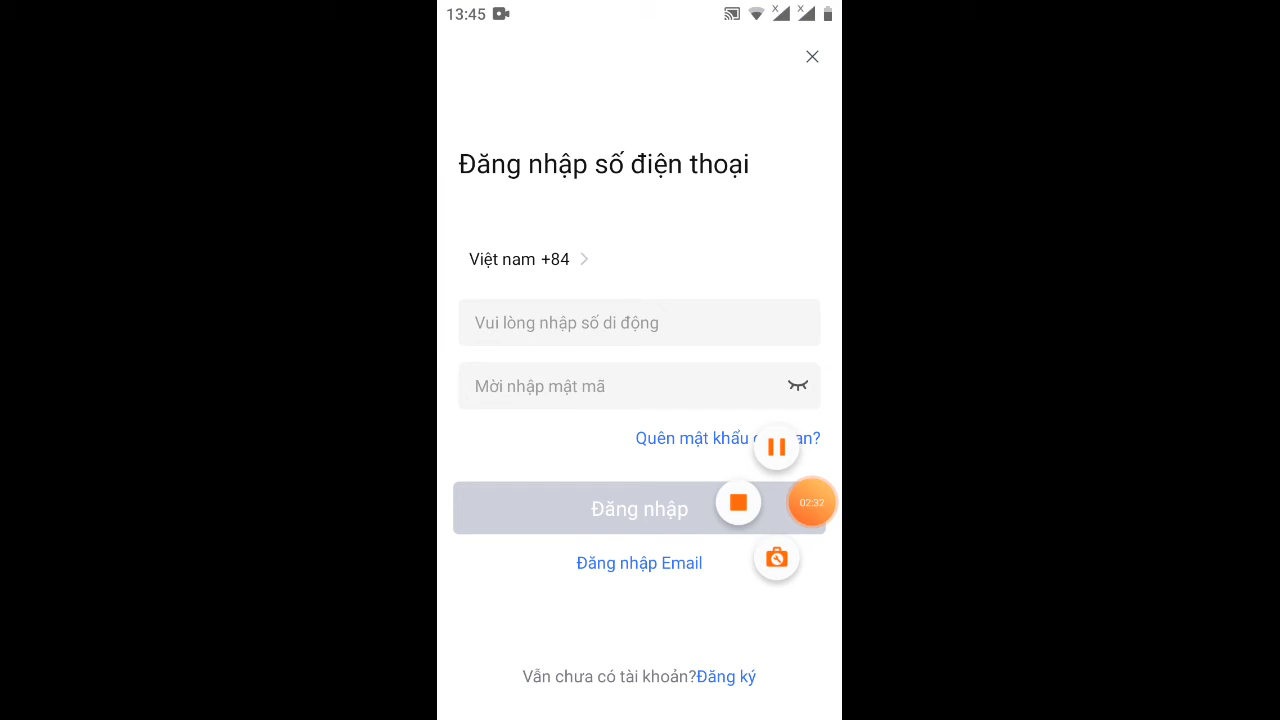 13:45
Đăng nhập số điện thoại
Việt nam +84
Vui lòng nhập số di động
Mời nhập mật mã
Quên mật khẩu an?
02:32
Đăng nhập
Đăng nhập Email
Vẫn chưa có tài khoản?Đăng ký